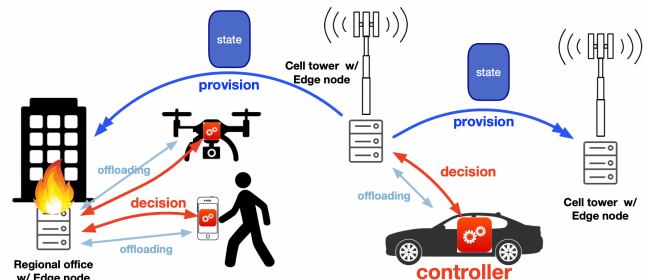 state
Cell tower w/
Edge node
provision
state
provision
offloading
decision
offloading
decision
offloading
Cell tower w/
Edge node
Regional office
w/ Edge node
controller